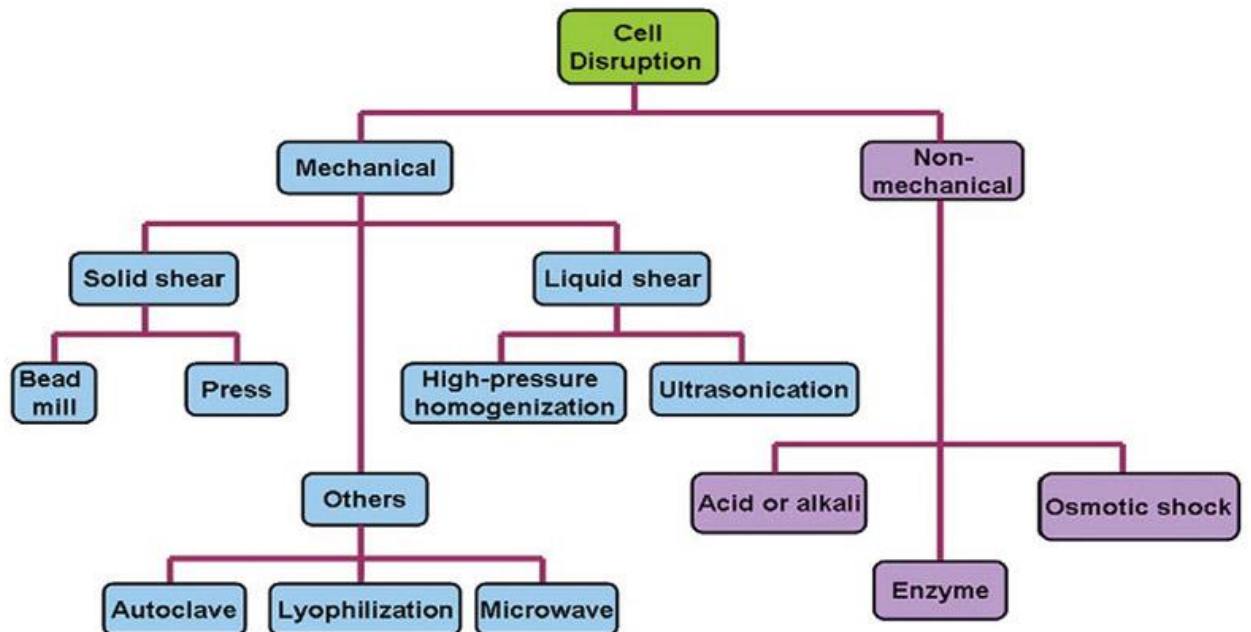 Cell
Disruption
Mechanical
Non-
mechanical
Solid shear
Liquid shear
Bead
mill
Press
High-pressure
homogenization
Ultrasonication
Others
Acid or alkali
Osmotic shock
Enzyme
Autoclave
Lyophilization
Microwave